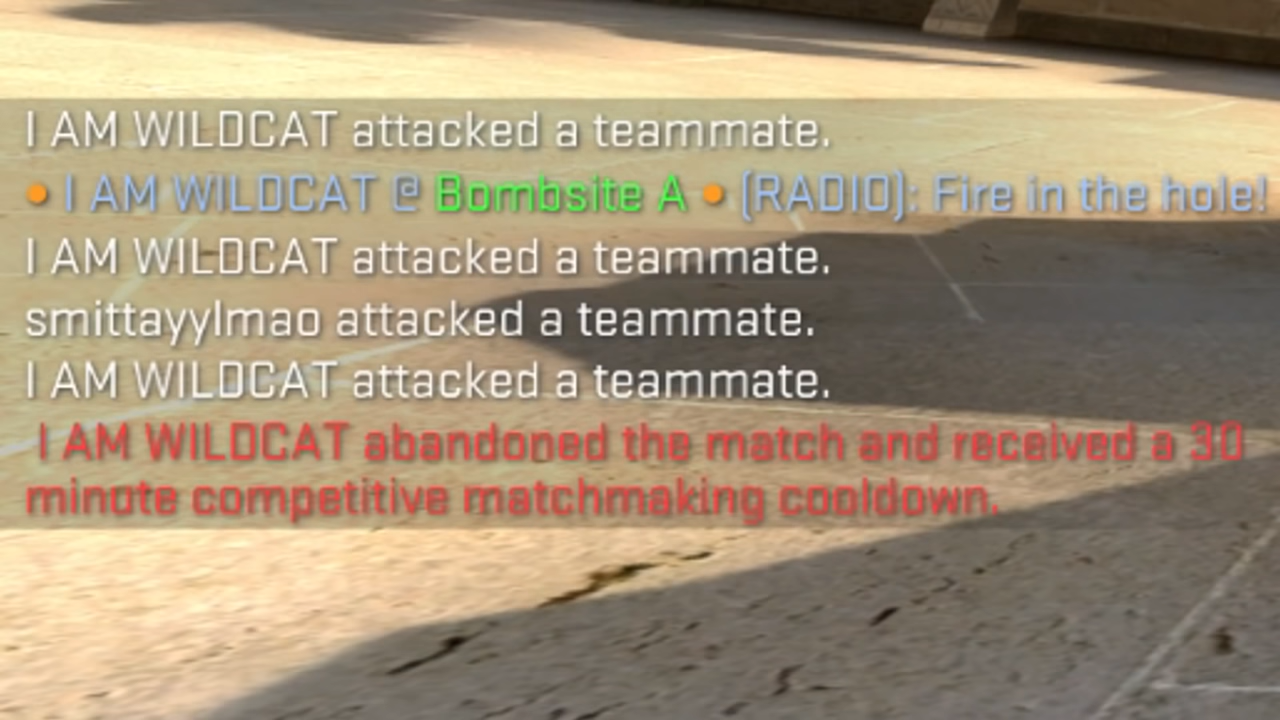 I AM WILDCAT attacked a teammate.
• I AM WILDCAT @ Bombsite A • (RADIO): Fire in the hole!
I AM WILDCAT attacked a teammate.
smittayylmao attacked a teammate.
I AM WILDCAT attacked a teammate.
I AM WILDCAT abandoned the match and received a 30
minute competitive matchmaking cooldown.